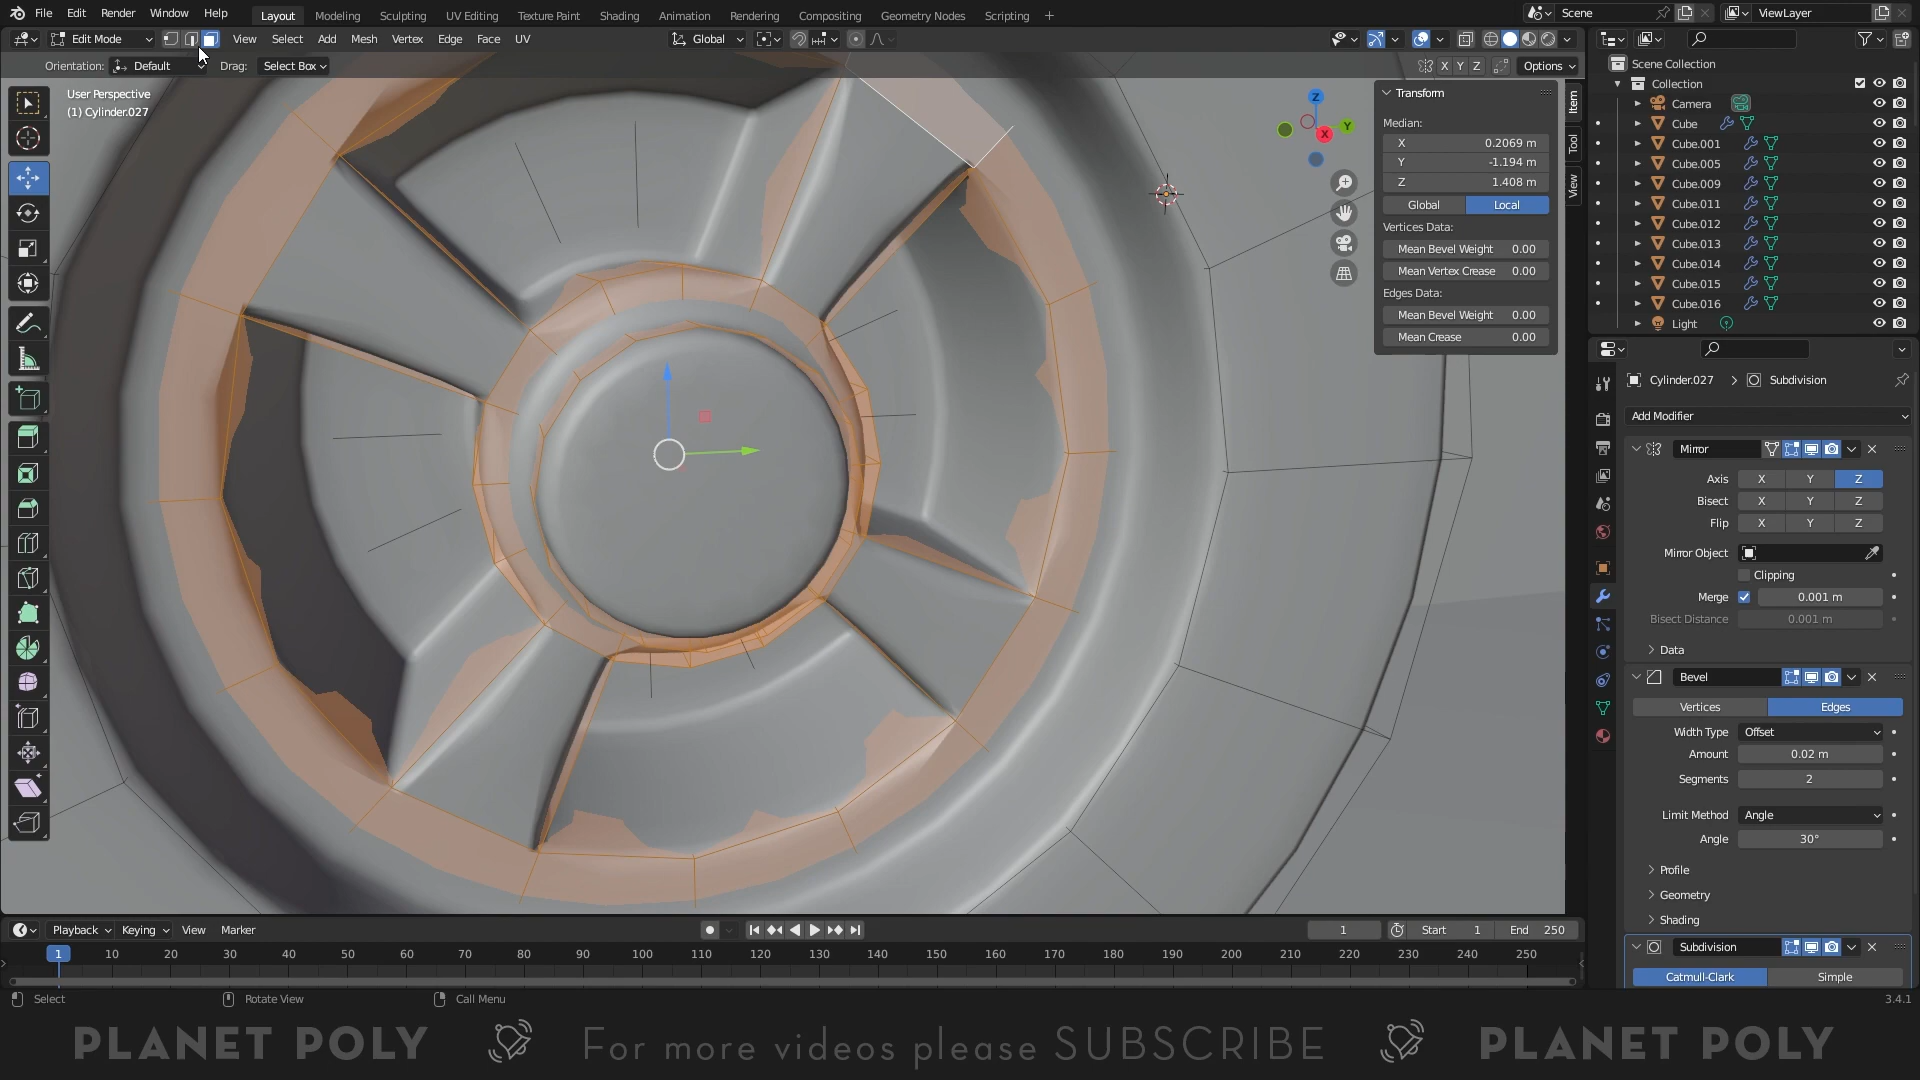 File Edit Render Window Help Layout Modeling Sculpting UV Editing Texture Paint Shading Animation Rendering Compositing Geometry Nodes Scripting + Scene ViewLayer
Edit Mode View Select Add Mesh Vertex Edge Face UV Global
Orientation: Default Drag: Select Box X Y Z Options
User Perspective
(1) Cylinder.027
Z
Y
X
Transform
Median:
X 0.2069 m
Y -1.194 m
Z 1.408 m
Global Local
Vertices Data:
Mean Bevel Weight 0.00
Mean Vertex Crease 0.00
Edges Data:
Mean Bevel Weight 0.00
Mean Crease 0.00
Item
Tool
View
Scene Collection
Collection
Camera
Cube
Cube.001
Cube.005
Cube.009
Cube.011
Cube.012
Cube.013
Cube.014
Cube.015
Cube.016
Light
Cylinder.027 > Subdivision
Add Modifier
Mirror
Axis X Y Z
Bisect X Y Z
Flip X Y Z
Mirror Object
Clipping
Merge 0.001 m
Bisect Distance 0.001 m
Data
Bevel
Vertices Edges
Width Type Offset
Amount 0.02 m
Segments 2
Limit Method Angle
Angle 30°
Profile
Geometry
Shading
Subdivision
Catmull-Clark Simple
Playback Keying View Marker 1 Start 1 End 250
1 10 20 30 40 50 60 70 80 90 100 110 120 130 140 150 160 170 180 190 200 210 220 230 240 250
Select Rotate View Call Menu 3.4.1
PLANET POLY For more videos please SUBSCRIBE PLANET POLY